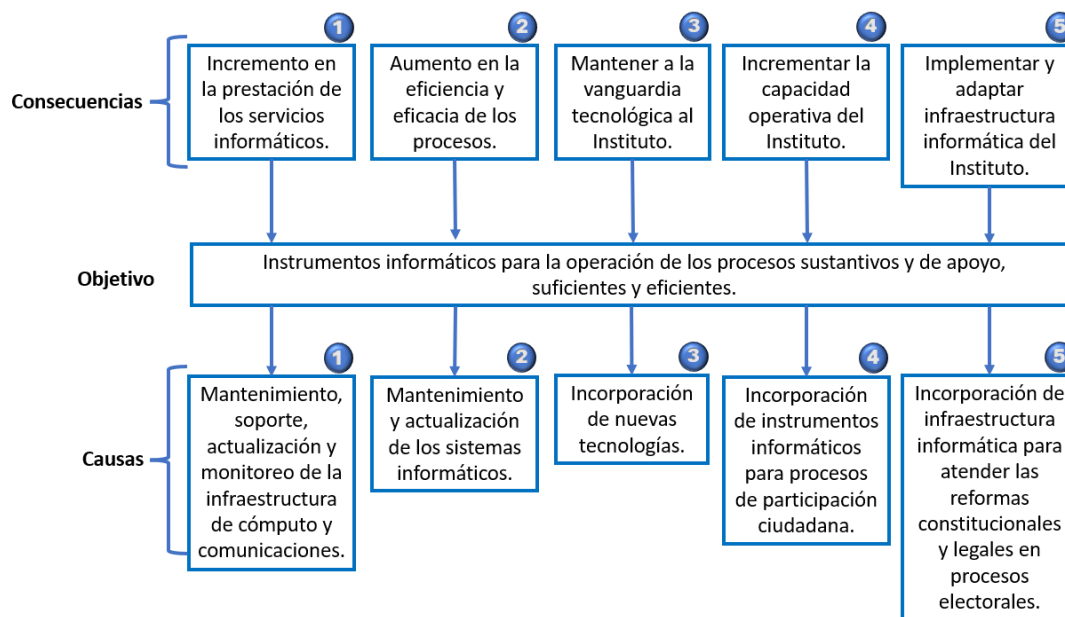 1
2
3
4
5
Consecuencias
Incremento en
la prestación de
los servicios
informáticos.
Aumento en la
eficiencia y
eficacia de los
procesos.
Mantener a la
vanguardia
tecnológica al
Instituto.
Incrementar la
capacidad
operativa del
Instituto.
Implementar y
adaptar
infraestructura
informática del
Instituto.
Objetivo
Instrumentos informáticos para la operación de los procesos sustantivos y de apoyo,
suficientes y eficientes.
1
2
3
4
5
Causas
Mantenimiento,
soporte,
actualización y
monitoreo de la
infraestructura
de cómputo y
comunicaciones.
Mantenimiento
y actualización
de los sistemas
informáticos.
Incorporación
de nuevas
tecnologías.
Incorporación
de instrumentos
informáticos
para procesos
de participación
ciudadana.
Incorporación de
infraestructura
informática para
atender las
reformas
constitucionales
y legales en
procesos
electorales.